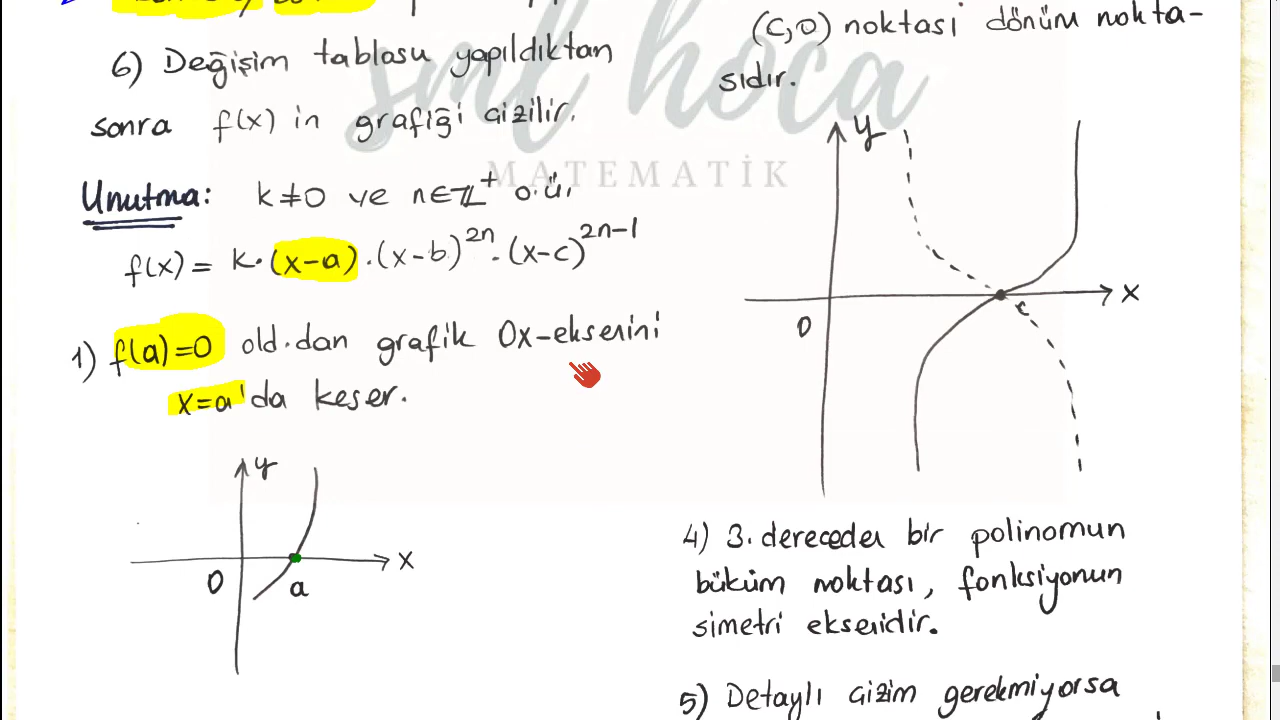 6) Değişim tablosu yapıldıktan
sonra f(x) in grafiği çizilir.
Unutma: k≠0 ve n∈ℤ⁺ o.ü.
f(x) = k.(x-a).(x-b)²ⁿ.(x-c)²ⁿ⁻¹
1) f(a)=0 old.dan grafik Ox-eksenini
x=a'da keser.
y
x
0
a
(c,0) noktasi dönüm nokta-
sıdır.
y
x
0
c
4) 3. dereceden bir polinomun
büküm noktası, fonksiyonun
simetri eksenidir.
5) Detaylı çizim gerekmiyorsa
şml hoca
MATEMATİK